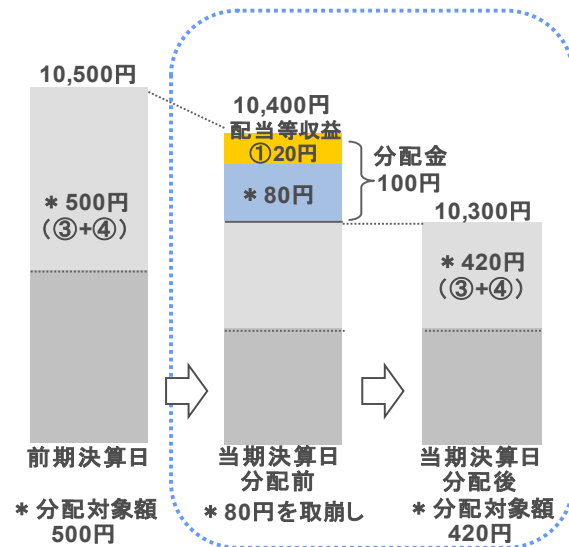 10,500円
＊500円
（③+④）
前期決算日
＊分配対象額
500円
10,400円
配当等収益
①20円
＊80円
分配金
100円
当期決算日
分配前
＊80円を取崩し
10,300円
＊420円
（③+④）
当期決算日
分配後
＊分配対象額
420円